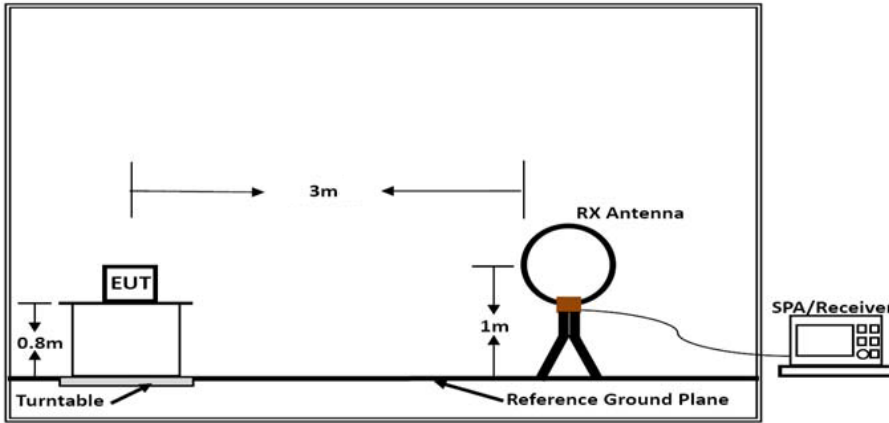 3m
RX Antenna
EUT
SPA/Receiver
1m
0.8m
Turntable
Reference Ground Plane